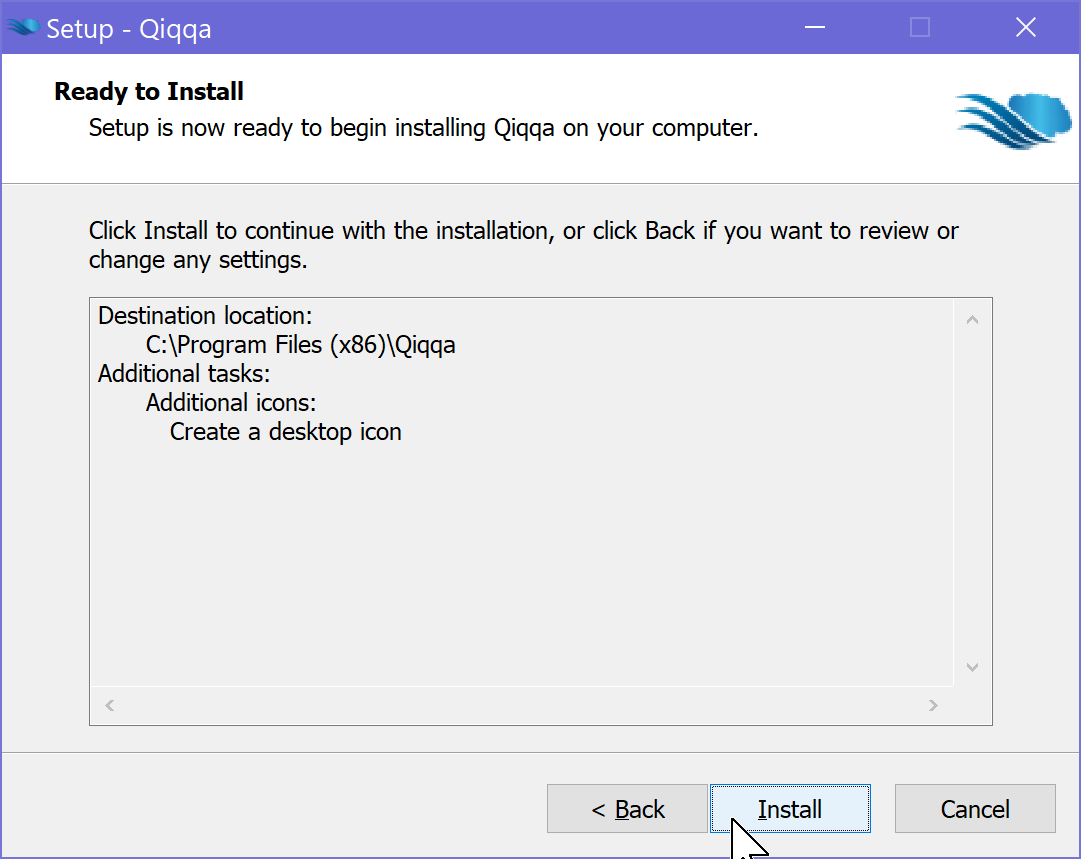 Setup - Qiqqa
Ready to Install
Setup is now ready to begin installing Qiqqa on your computer.
Click Install to continue with the installation, or click Back if you want to review or
change any settings.
Destination location:
C:\Program Files (x86)\Qiqqa
Additional tasks:
Additional icons:
Create a desktop icon
< Back
Install
Cancel